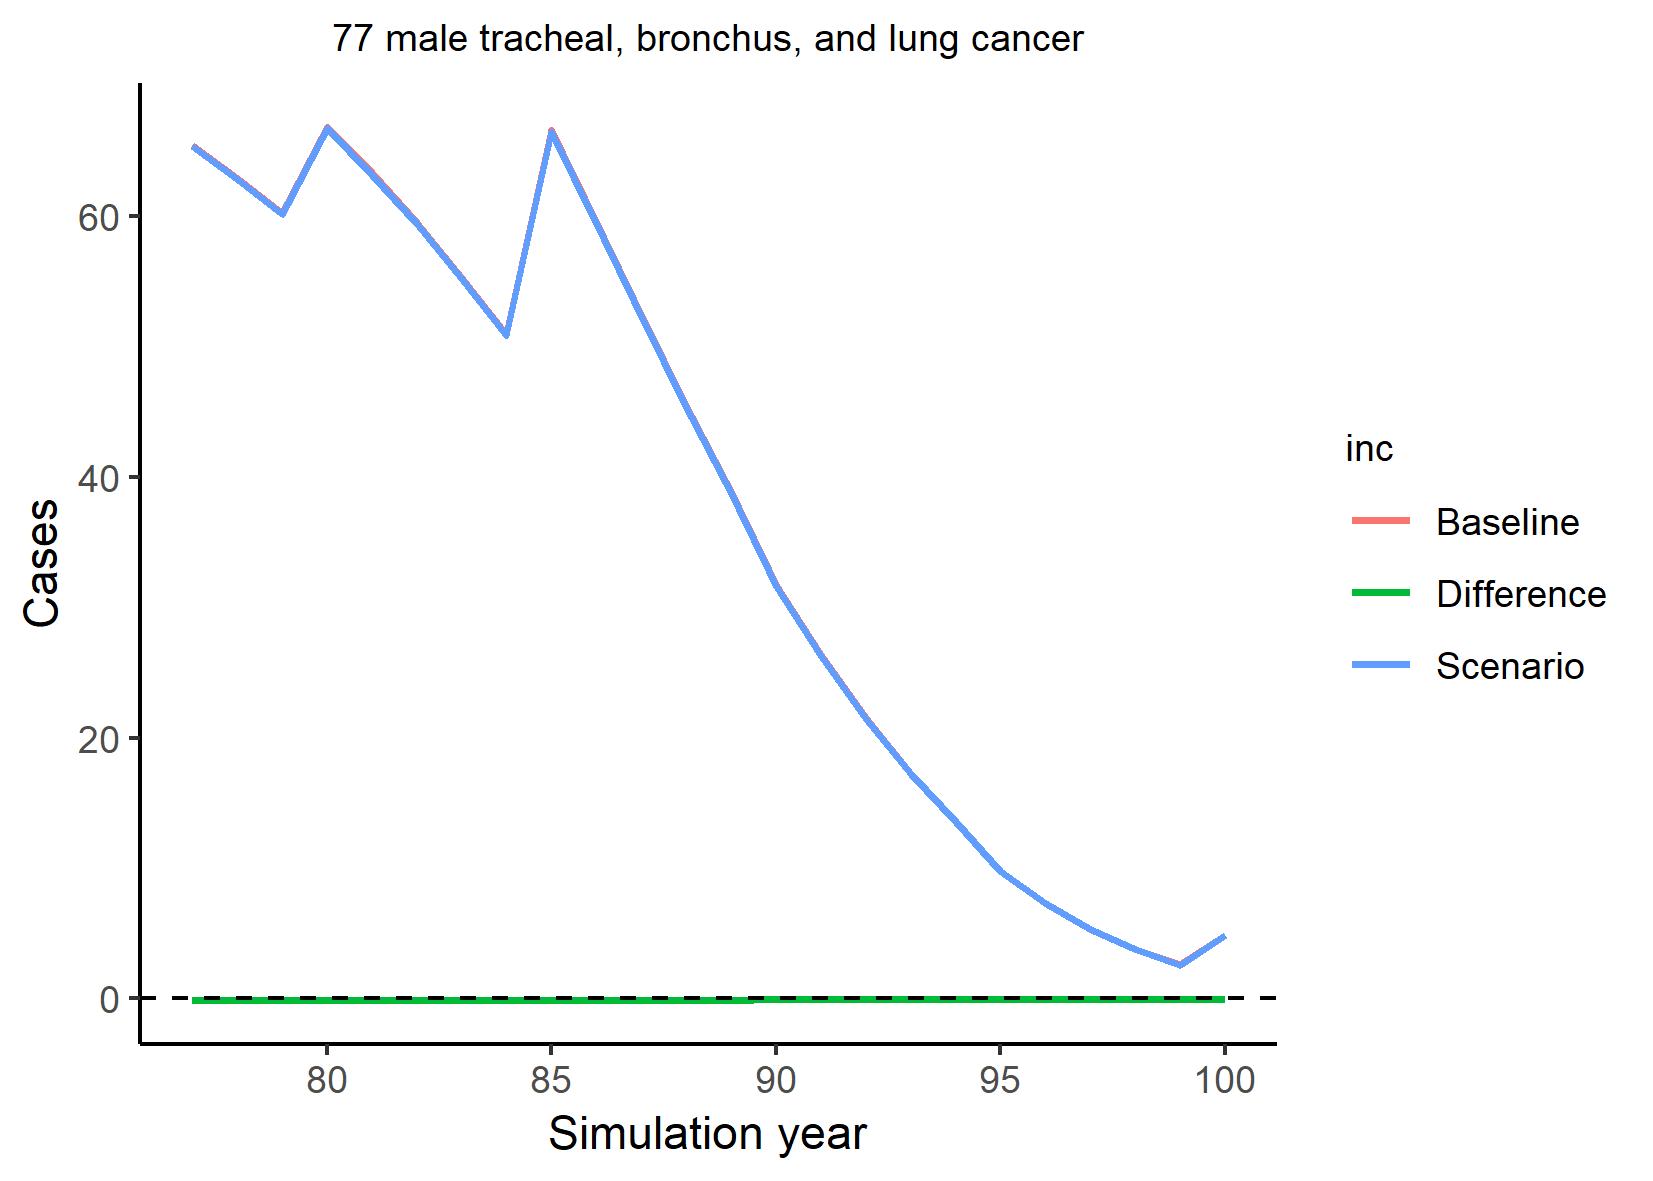 77 male tracheal, bronchus, and lung cancer
Cases
60
40
20
0
80 85 90 95 100
Simulation year
inc
Baseline
Difference
Scenario